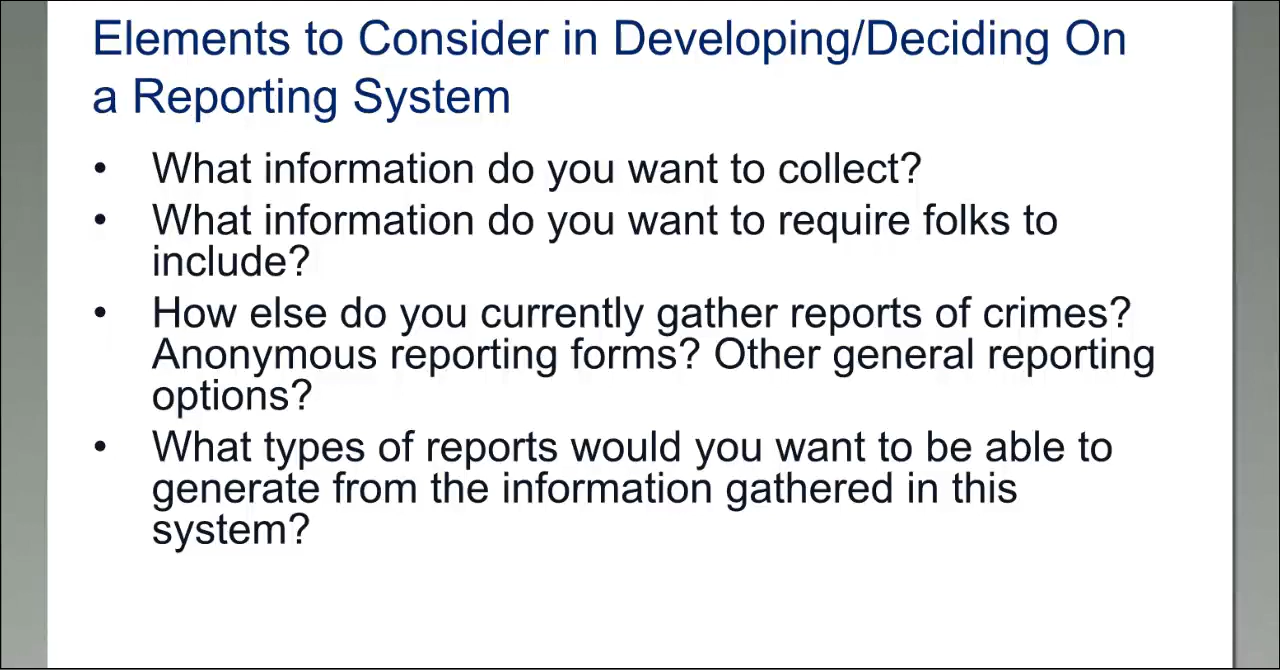 Elements to Consider in Developing/Deciding On
a Reporting System
• What information do you want to collect?
• What information do you want to require folks to
include?
• How else do you currently gather reports of crimes?
Anonymous reporting forms? Other general reporting
options?
• What types of reports would you want to be able to
generate from the information gathered in this
system?